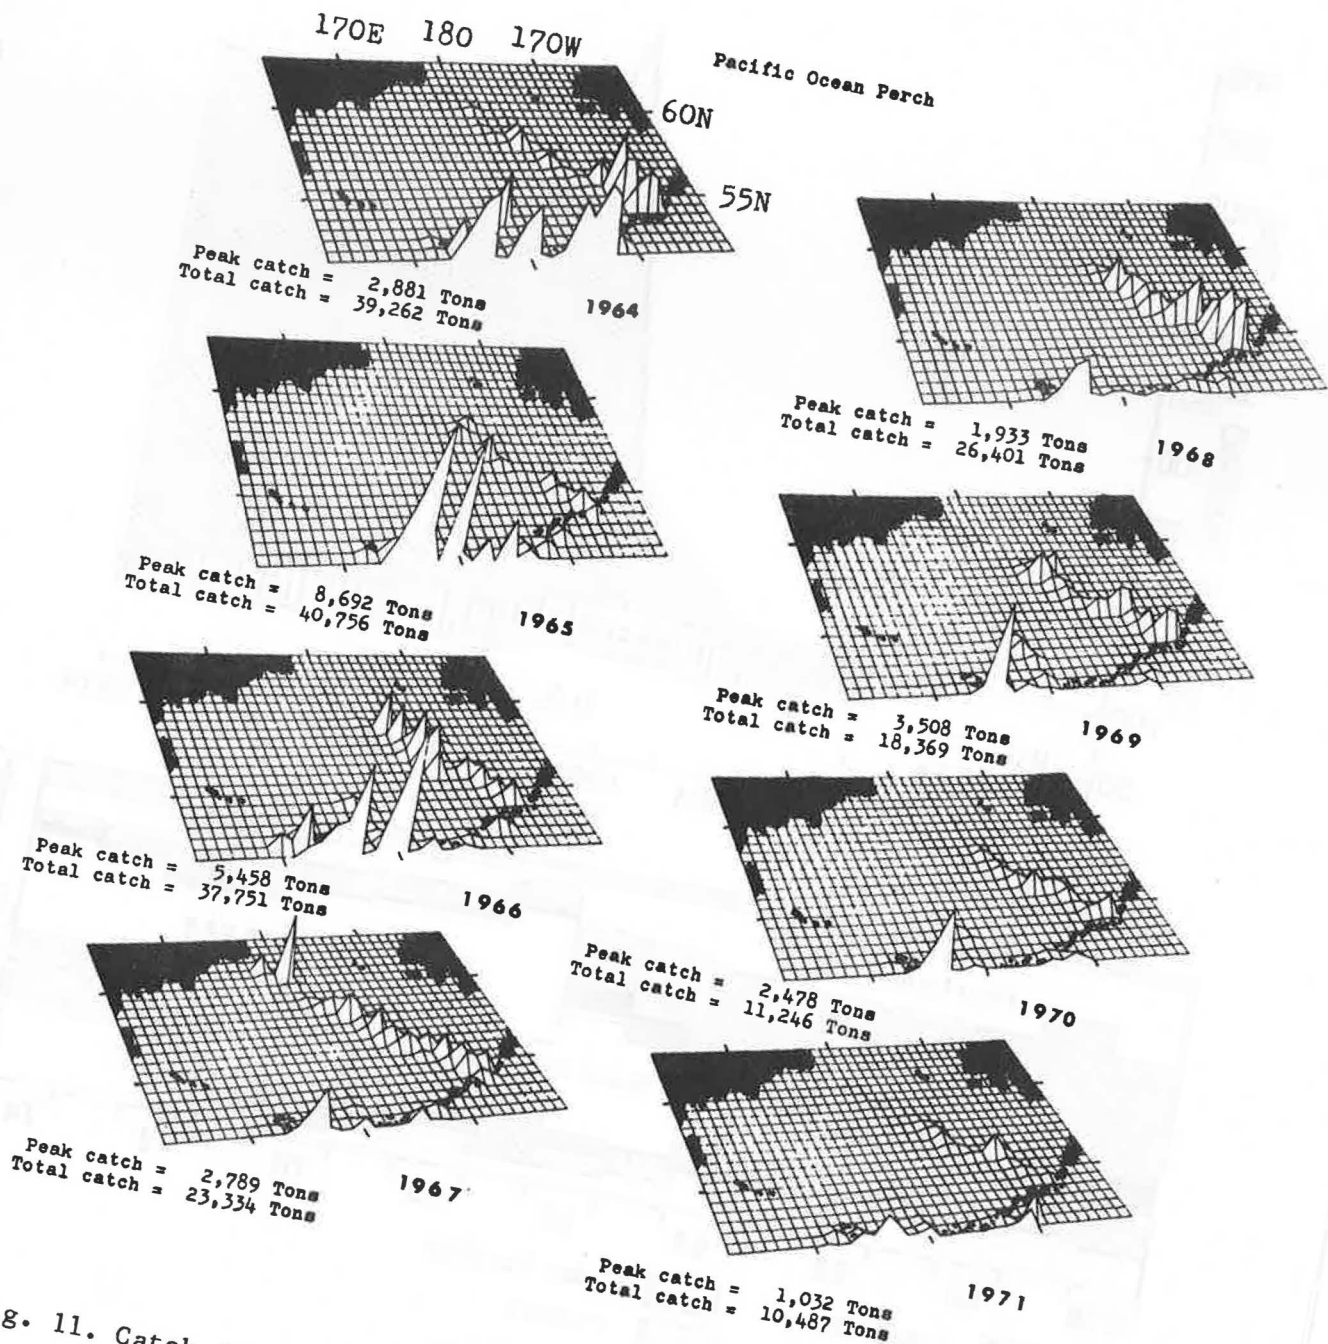 170E 180 170W
Pacific Ocean Perch
60N
55N
Peak catch = 2,881 Tons
Total catch = 39,262 Tons
1964
Peak catch = 8,692 Tons
Total catch = 40,756 Tons
1965
Peak catch = 5,458 Tons
Total catch = 37,751 Tons
1966
Peak catch = 2,789 Tons
Total catch = 23,334 Tons
1967
Peak catch = 1,933 Tons
Total catch = 26,401 Tons
1968
Peak catch = 3,508 Tons
Total catch = 18,369 Tons
1969
Peak catch = 2,478 Tons
Total catch = 11,246 Tons
1970
Peak catch = 1,032 Tons
Total catch = 10,487 Tons
1971
g. 11.